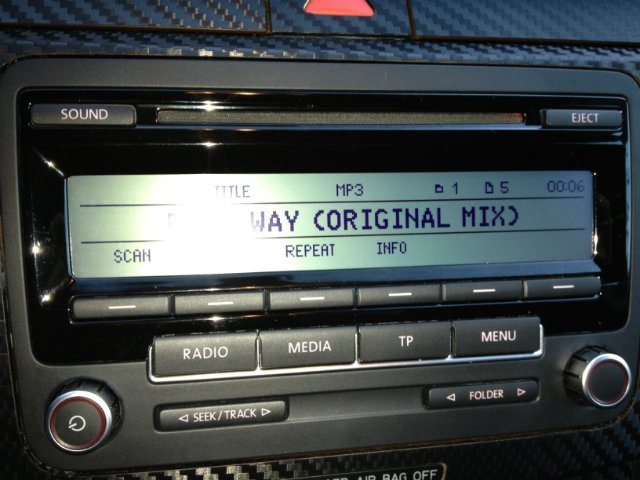 SOUND
EJECT
TITLE MP3 1 5 00:06
WAY (ORIGINAL MIX)
SCAN REPEAT INFO
RADIO MEDIA TP MENU
SEEK/TRACK FOLDER
AIR BAG OFF